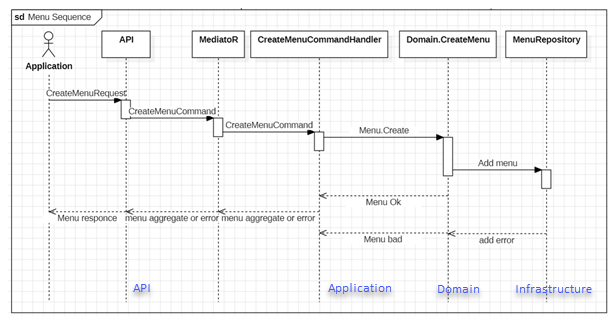 sd Menu Sequence
API
MediatoR
CreateMenuCommandHandler
Domain.CreateMenu
MenuRepository
Application
CreateMenuRequest
CreateMenuCommand
CreateMenuCommand
Menu.Create
Add menu
Menu Ok
Menu responce
menu aggregate or error
menu aggregate or error
Menu bad
add error
API
Application
Domain
Infrastructure